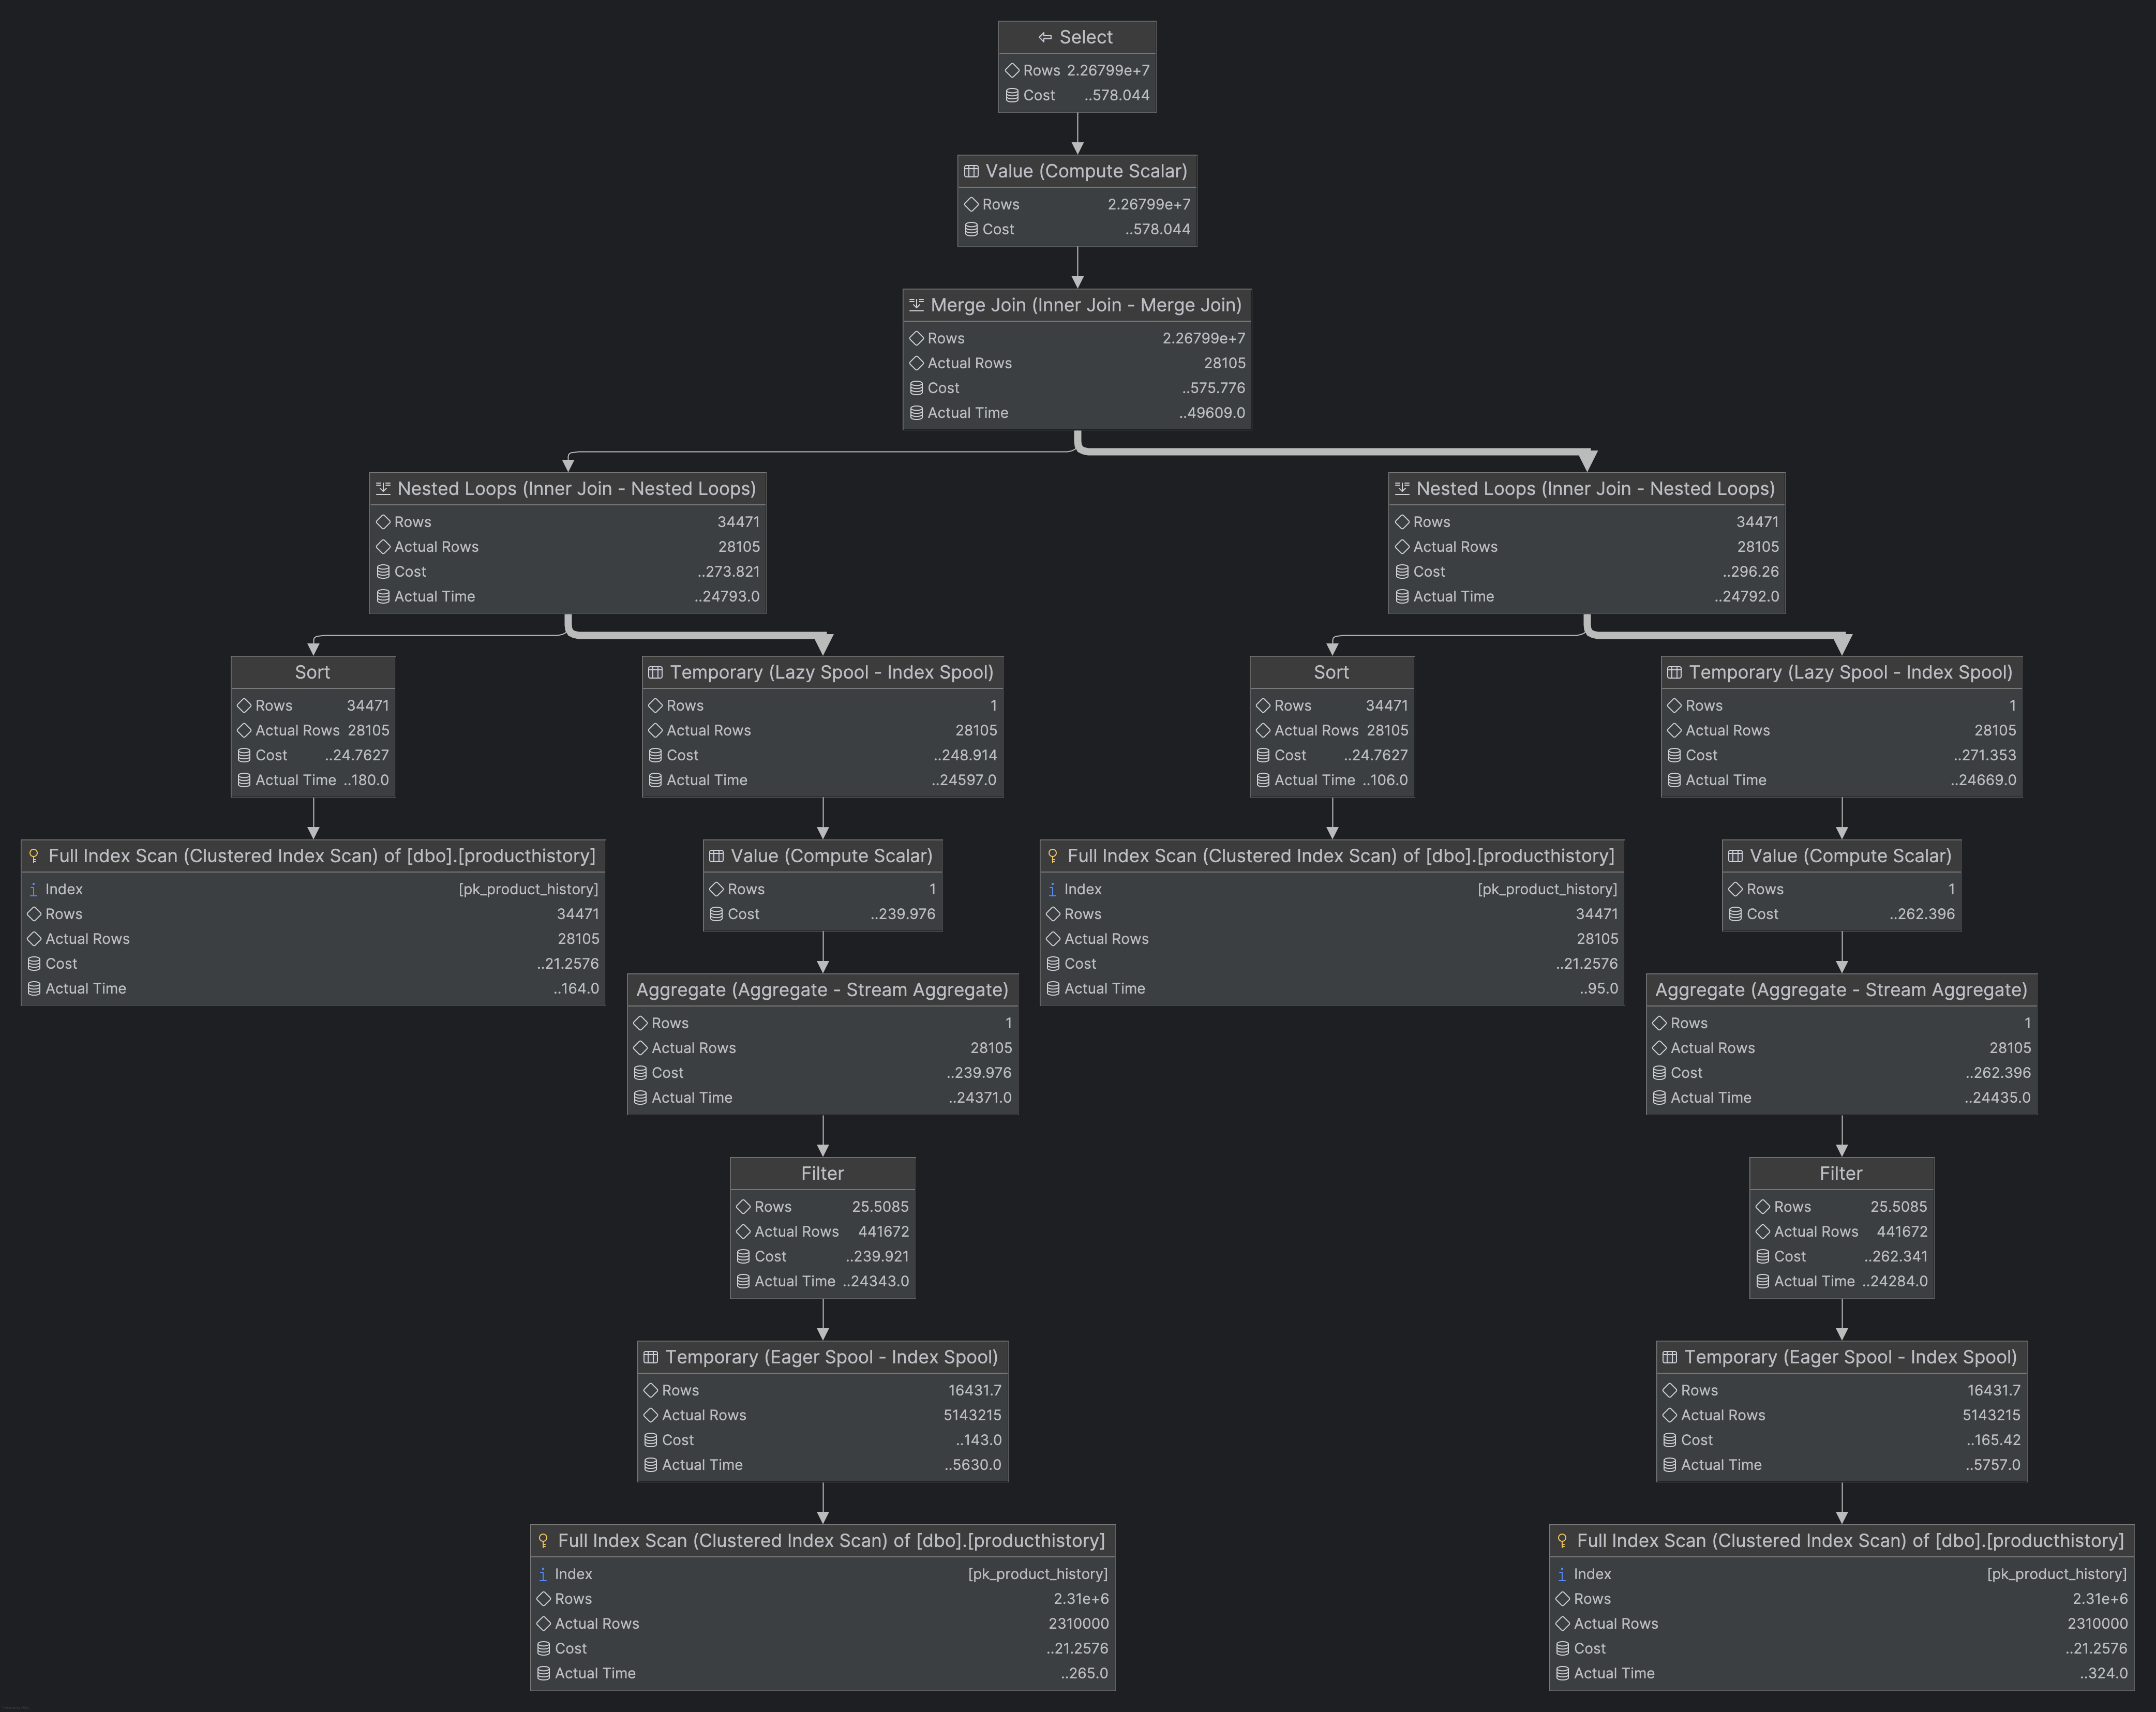 Select
Rows 2.26799e+7
Cost ..578.044
Value (Compute Scalar)
Rows 2.26799e+7
Cost ..578.044
Merge Join (Inner Join - Merge Join)
Rows 2.26799e+7
Actual Rows 28105
Cost ..575.776
Actual Time ..49609.0
Nested Loops (Inner Join - Nested Loops)
Rows 34471
Actual Rows 28105
Cost ..273.821
Actual Time ..24793.0
Nested Loops (Inner Join - Nested Loops)
Rows 34471
Actual Rows 28105
Cost ..296.26
Actual Time ..24792.0
Sort
Rows 34471
Actual Rows 28105
Cost ..24.7627
Actual Time ..180.0
Temporary (Lazy Spool - Index Spool)
Rows 1
Actual Rows 28105
Cost ..248.914
Actual Time ..24597.0
Sort
Rows 34471
Actual Rows 28105
Cost ..24.7627
Actual Time ..106.0
Temporary (Lazy Spool - Index Spool)
Rows 1
Actual Rows 28105
Cost ..271.353
Actual Time ..24669.0
Full Index Scan (Clustered Index Scan) of [dbo].[producthistory]
Index [pk_product_history]
Rows 34471
Actual Rows 28105
Cost ..21.2576
Actual Time ..164.0
Value (Compute Scalar)
Rows 1
Cost ..239.976
Full Index Scan (Clustered Index Scan) of [dbo].[producthistory]
Index [pk_product_history]
Rows 34471
Actual Rows 28105
Cost ..21.2576
Actual Time ..95.0
Value (Compute Scalar)
Rows 1
Cost ..262.396
Aggregate (Aggregate - Stream Aggregate)
Rows 1
Actual Rows 28105
Cost ..239.976
Actual Time ..24371.0
Aggregate (Aggregate - Stream Aggregate)
Rows 1
Actual Rows 28105
Cost ..262.396
Actual Time ..24435.0
Filter
Rows 25.5085
Actual Rows 441672
Cost ..239.921
Actual Time ..24343.0
Filter
Rows 25.5085
Actual Rows 441672
Cost ..262.341
Actual Time ..24284.0
Temporary (Eager Spool - Index Spool)
Rows 16431.7
Actual Rows 5143215
Cost ..143.0
Actual Time ..5630.0
Temporary (Eager Spool - Index Spool)
Rows 16431.7
Actual Rows 5143215
Cost ..165.42
Actual Time ..5757.0
Full Index Scan (Clustered Index Scan) of [dbo].[producthistory]
Index [pk_product_history]
Rows 2.31e+6
Actual Rows 2310000
Cost ..21.2576
Actual Time ..265.0
Full Index Scan (Clustered Index Scan) of [dbo].[producthistory]
Index [pk_product_history]
Rows 2.31e+6
Actual Rows 2310000
Cost ..21.2576
Actual Time ..324.0